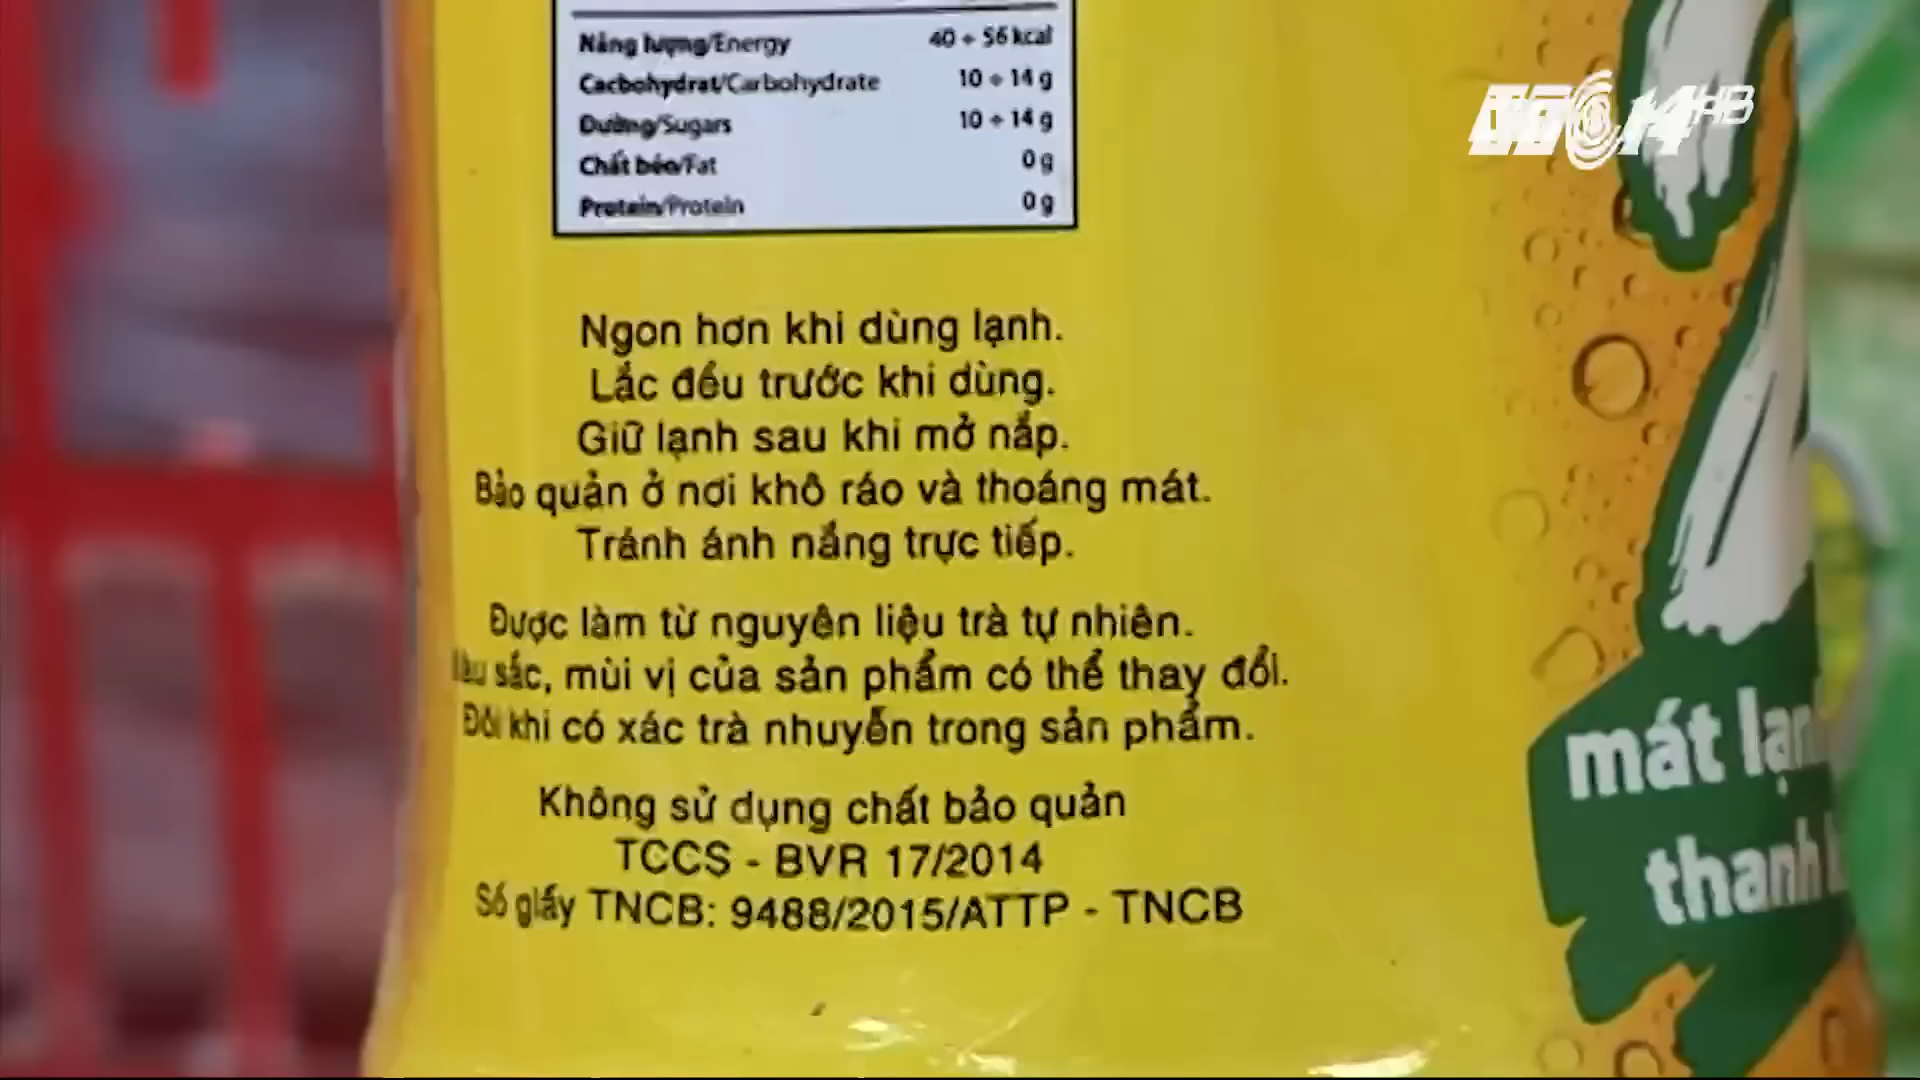 VTC14 HD
Năng lượng/Energy 40 ÷ 56 kcal
Cacbohydrat/Carbohydrate 10 ÷ 14 g
Đường/Sugars 10 ÷ 14 g
Chất béo/Fat 0 g
Protein/Protein 0 g
Ngon hơn khi dùng lạnh.
Lắc đều trước khi dùng.
Giữ lạnh sau khi mở nắp.
Bảo quản ở nơi khô ráo và thoáng mát.
Tránh ánh nắng trực tiếp.
Được làm từ nguyên liệu trà tự nhiên.
sắc, mùi vị của sản phẩm có thể thay đổi.
Đôi khi có xác trà nhuyễn trong sản phẩm.
Không sử dụng chất bảo quản
TCCS - BVR 17/2014
Số giấy TNCB: 9488/2015/ATTP - TNCB
mát
thanh